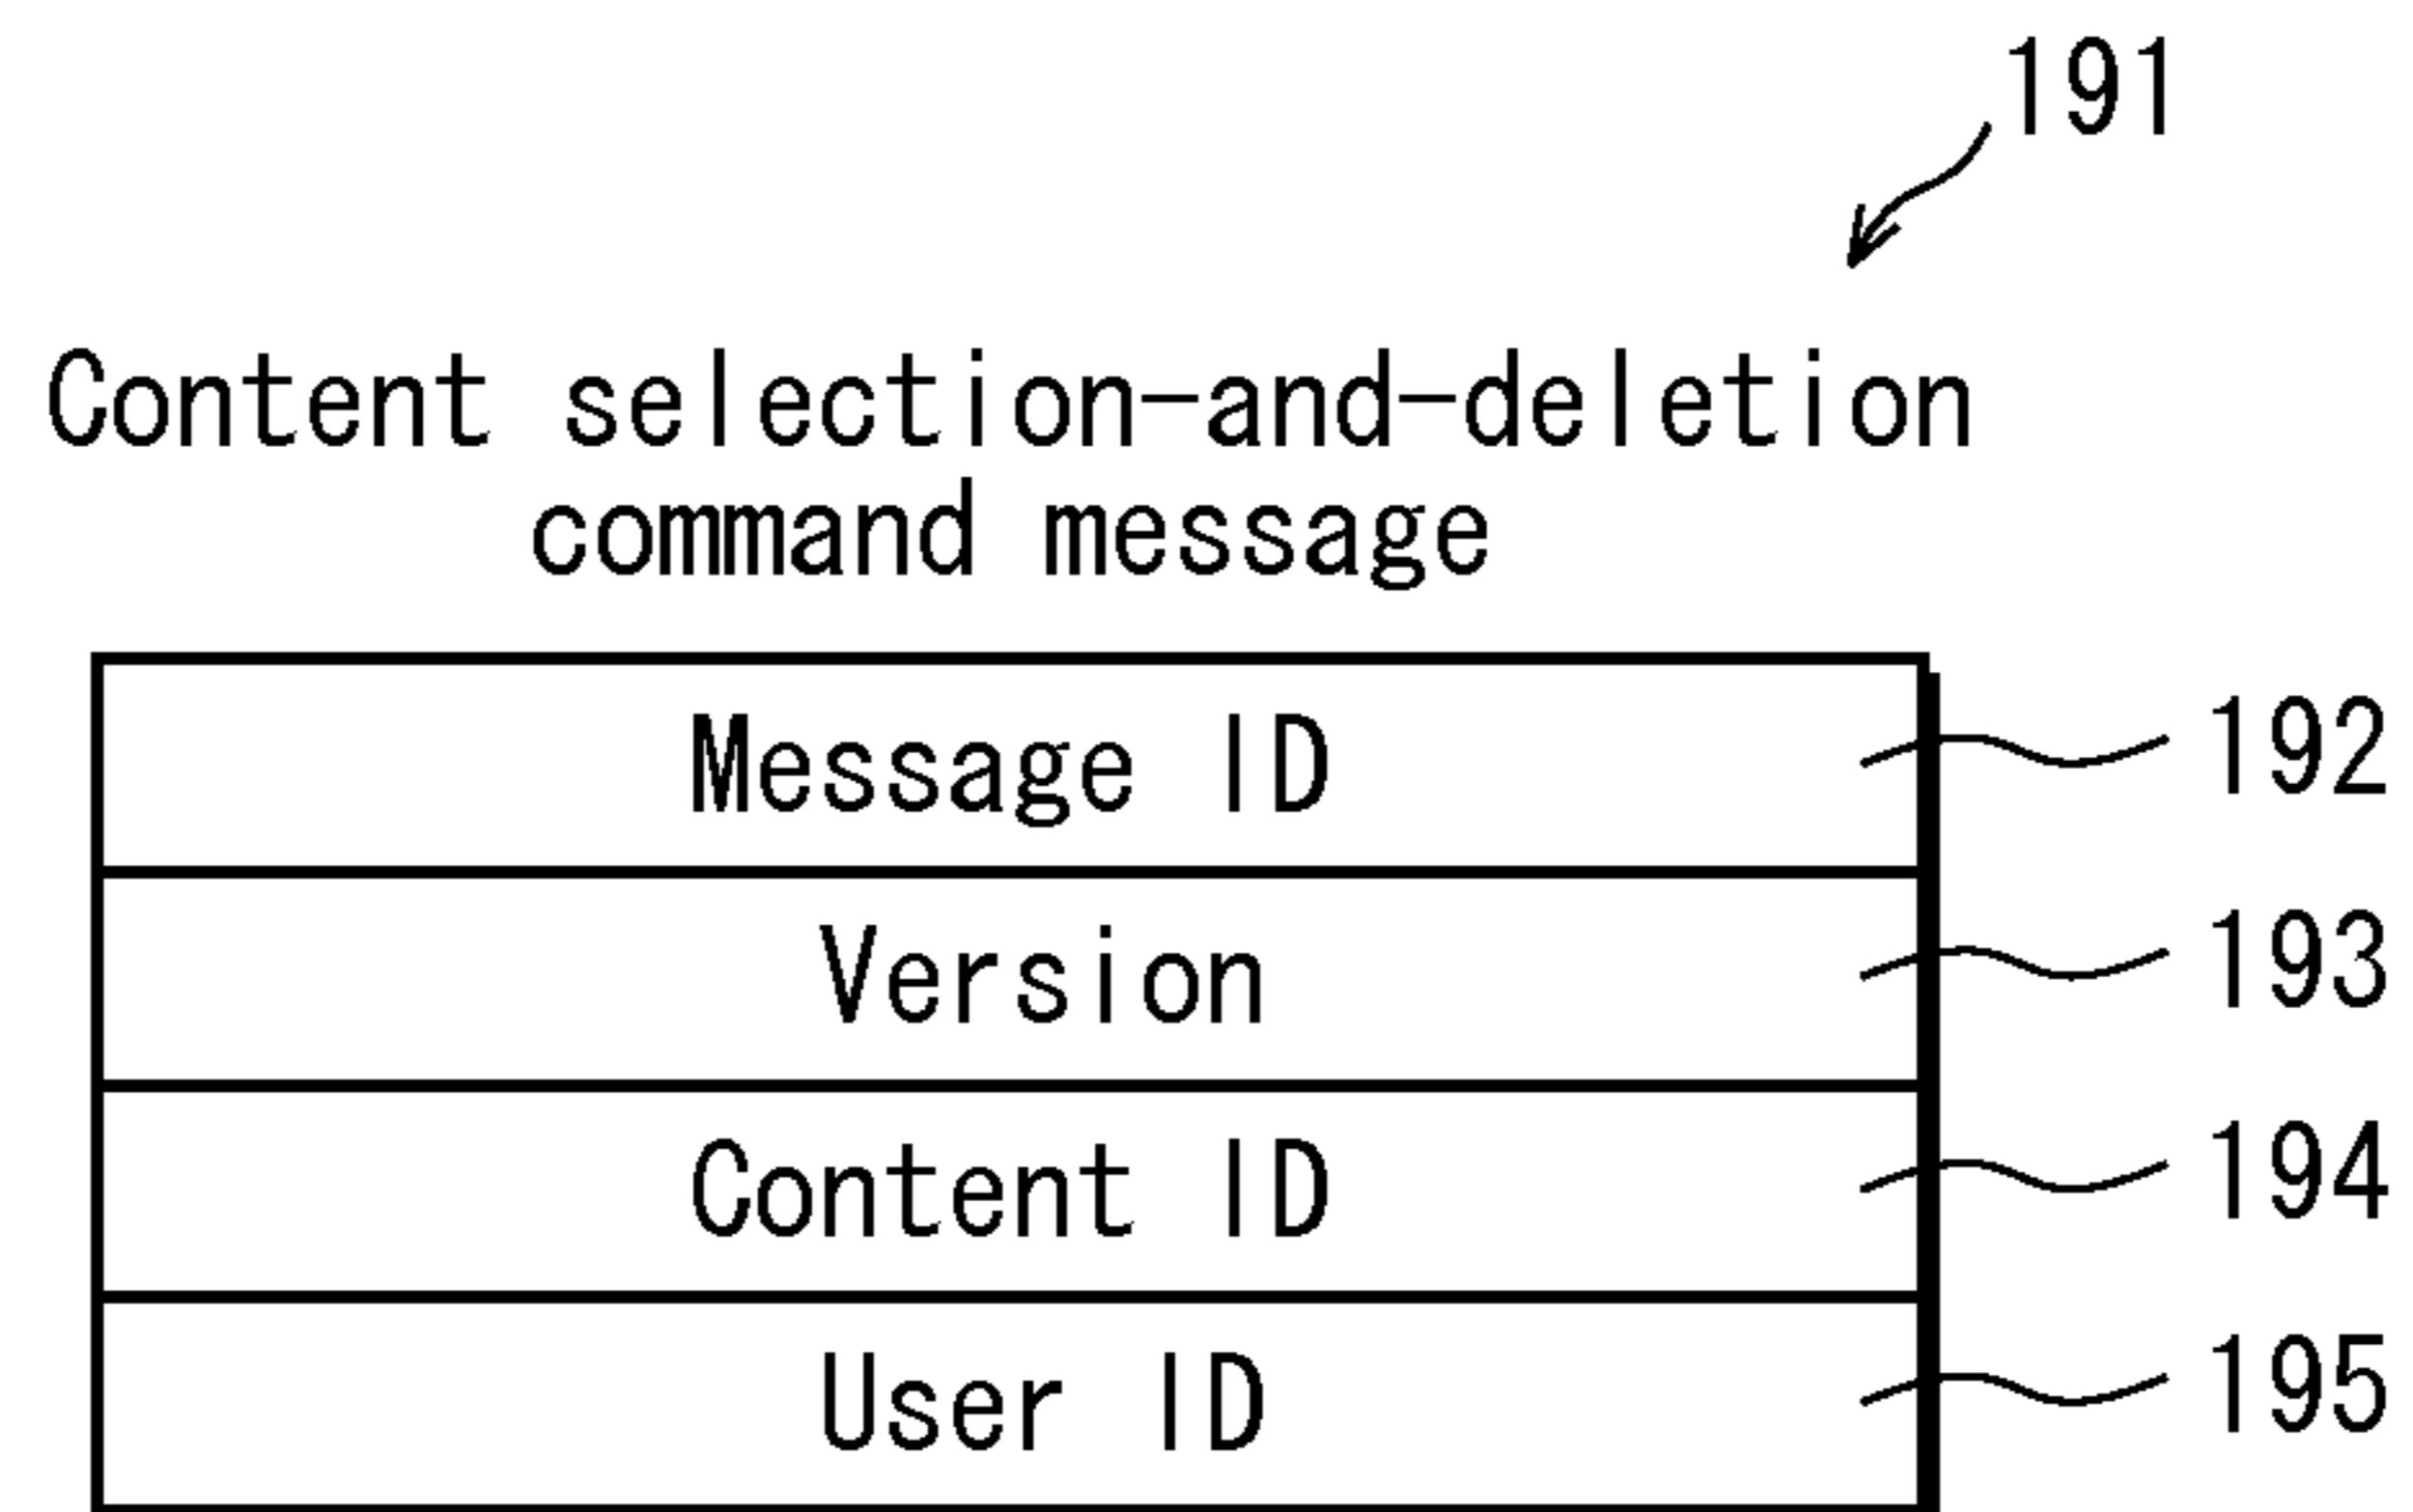 191
Content selection-and-deletion
command message
Message ID
192
Version
193
Content ID
194
User ID
195